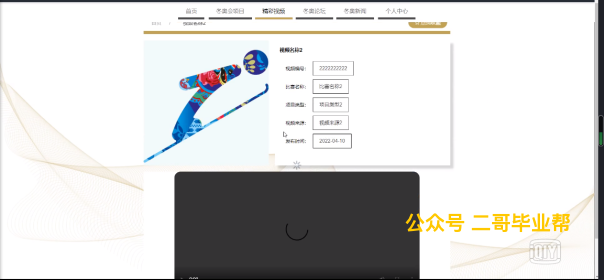 首页 冬奥会项目 精彩视频 冬奥论坛 冬奥新闻 个人中心
视频名称2
视频编号： 2222222222
比赛名称： 比赛名称2
项目类型： 项目类型2
视频来源： 视频来源2
发布时间： 2022-04-10
公众号 二哥毕业帮
iQIYI